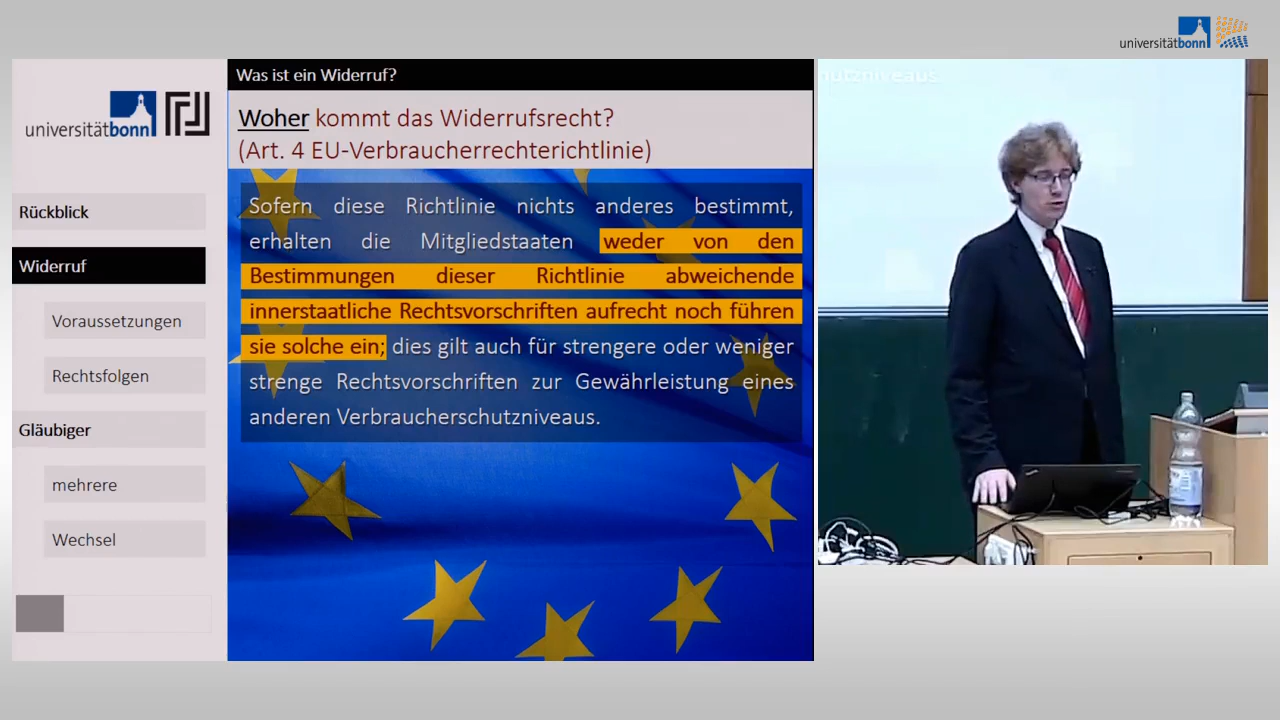 universitätbonn
nutzniveaus
Was ist ein Widerruf?
universitätbonn
Woher kommt das Widerrufsrecht?
(Art. 4 EU-Verbraucherrechterichtlinie)
Rückblick
Widerruf
Voraussetzungen
Rechtsfolgen
Gläubiger
mehrere
Wechsel
Sofern diese Richtlinie nichts anderes bestimmt,
erhalten die Mitgliedstaaten weder von den
Bestimmungen dieser Richtlinie abweichende
innerstaatliche Rechtsvorschriften aufrecht noch führen
sie solche ein; dies gilt auch für strengere oder weniger
strenge Rechtsvorschriften zur Gewährleistung eines
anderen Verbraucherschutzniveaus.